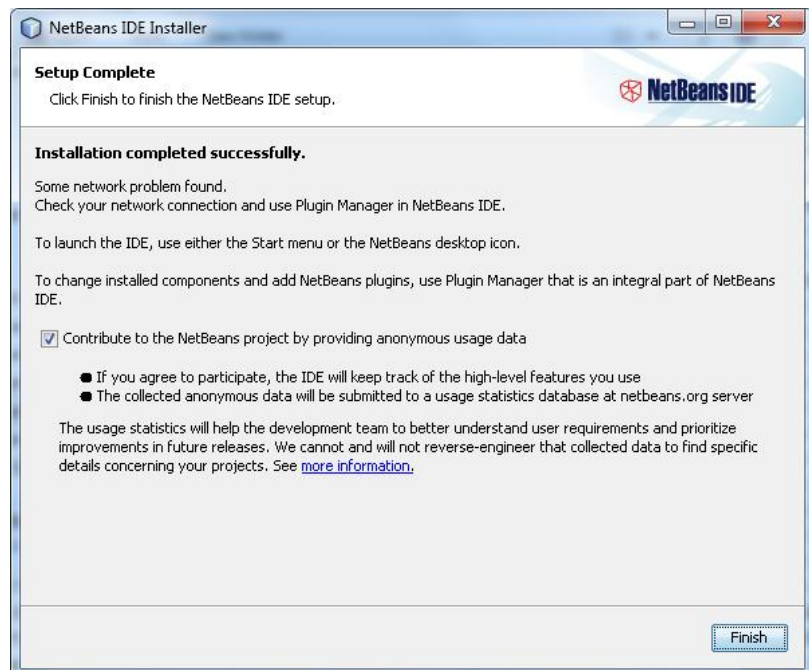 NetBeans IDE Installer
Setup Complete
Click Finish to finish the NetBeans IDE setup.
NetBeans IDE
Installation completed successfully.
Some network problem found.
Check your network connection and use Plugin Manager in NetBeans IDE.
To launch the IDE, use either the Start menu or the NetBeans desktop icon.
To change installed components and add NetBeans plugins, use Plugin Manager that is an integral part of NetBeans
IDE.
Contribute to the NetBeans project by providing anonymous usage data
If you agree to participate, the IDE will keep track of the high-level features you use
The collected anonymous data will be submitted to a usage statistics database at netbeans.org server
The usage statistics will help the development team to better understand user requirements and prioritize
improvements in future releases. We cannot and will not reverse-engineer that collected data to find specific
details concerning your projects. See more information.
Finish